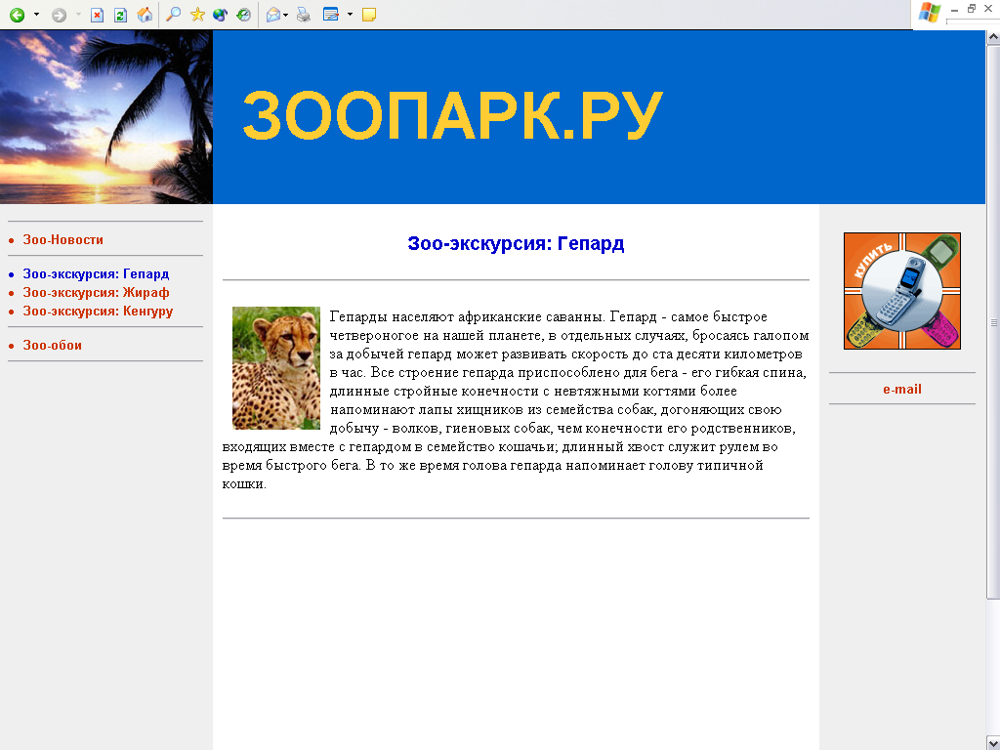 ЗООПАРК.РУ
Зоо-Новости
Зоо-экскурсия: Гепард
Зоо-экскурсия: Жираф
Зоо-экскурсия: Кенгуру
Зоо-обои
Зоо-экскурсия: Гепард
Гепарды населяют африканские саванны. Гепард - самое быстрое
четвероногое на нашей планете, в отдельных случаях, бросаясь галопом
за добычей гепард может развивать скорость до ста десяти километров
в час. Все строение гепарда приспособлено для бега - его гибкая спина,
длинные стройные конечности с невтяжными когтями более
напоминают лапы хищников из семейства собак, догоняющих свою
добычу - волков, гиеновых собак, чем конечности его родственников,
входящих вместе с гепардом в семейство кошачьи; длинный хвост служит рулем во
время быстрого бега. В то же время голова гепарда напоминает голову типичной
кошки.
КУПИТЬ
e-mail